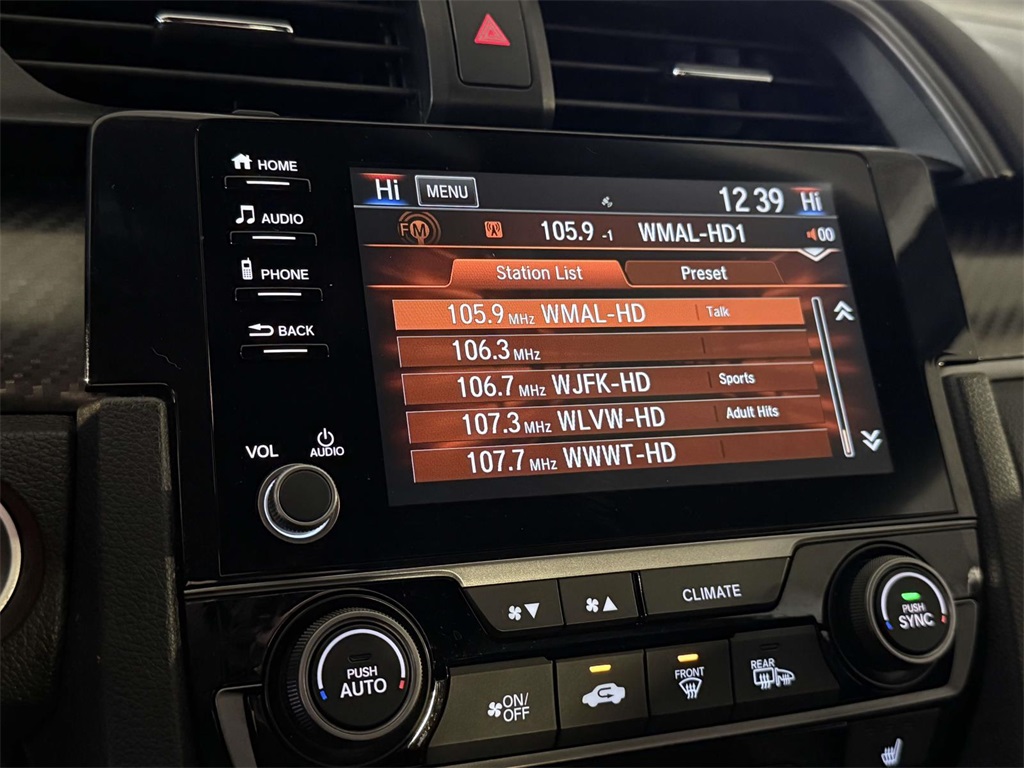 HOME
AUDIO
PHONE
BACK
VOL
AUDIO
Hi MENU 12:39 Hi
FM 105.9 -1 WMAL-HD1 00
Station List Preset
105.9 MHz WMAL-HD Talk
106.3 MHz
106.7 MHz WJFK-HD Sports
107.3 MHz WLVW-HD Adult Hits
107.7 MHz WWWT-HD
CLIMATE
PUSH
AUTO
ON/
OFF
FRONT
REAR
PUSH
SYNC